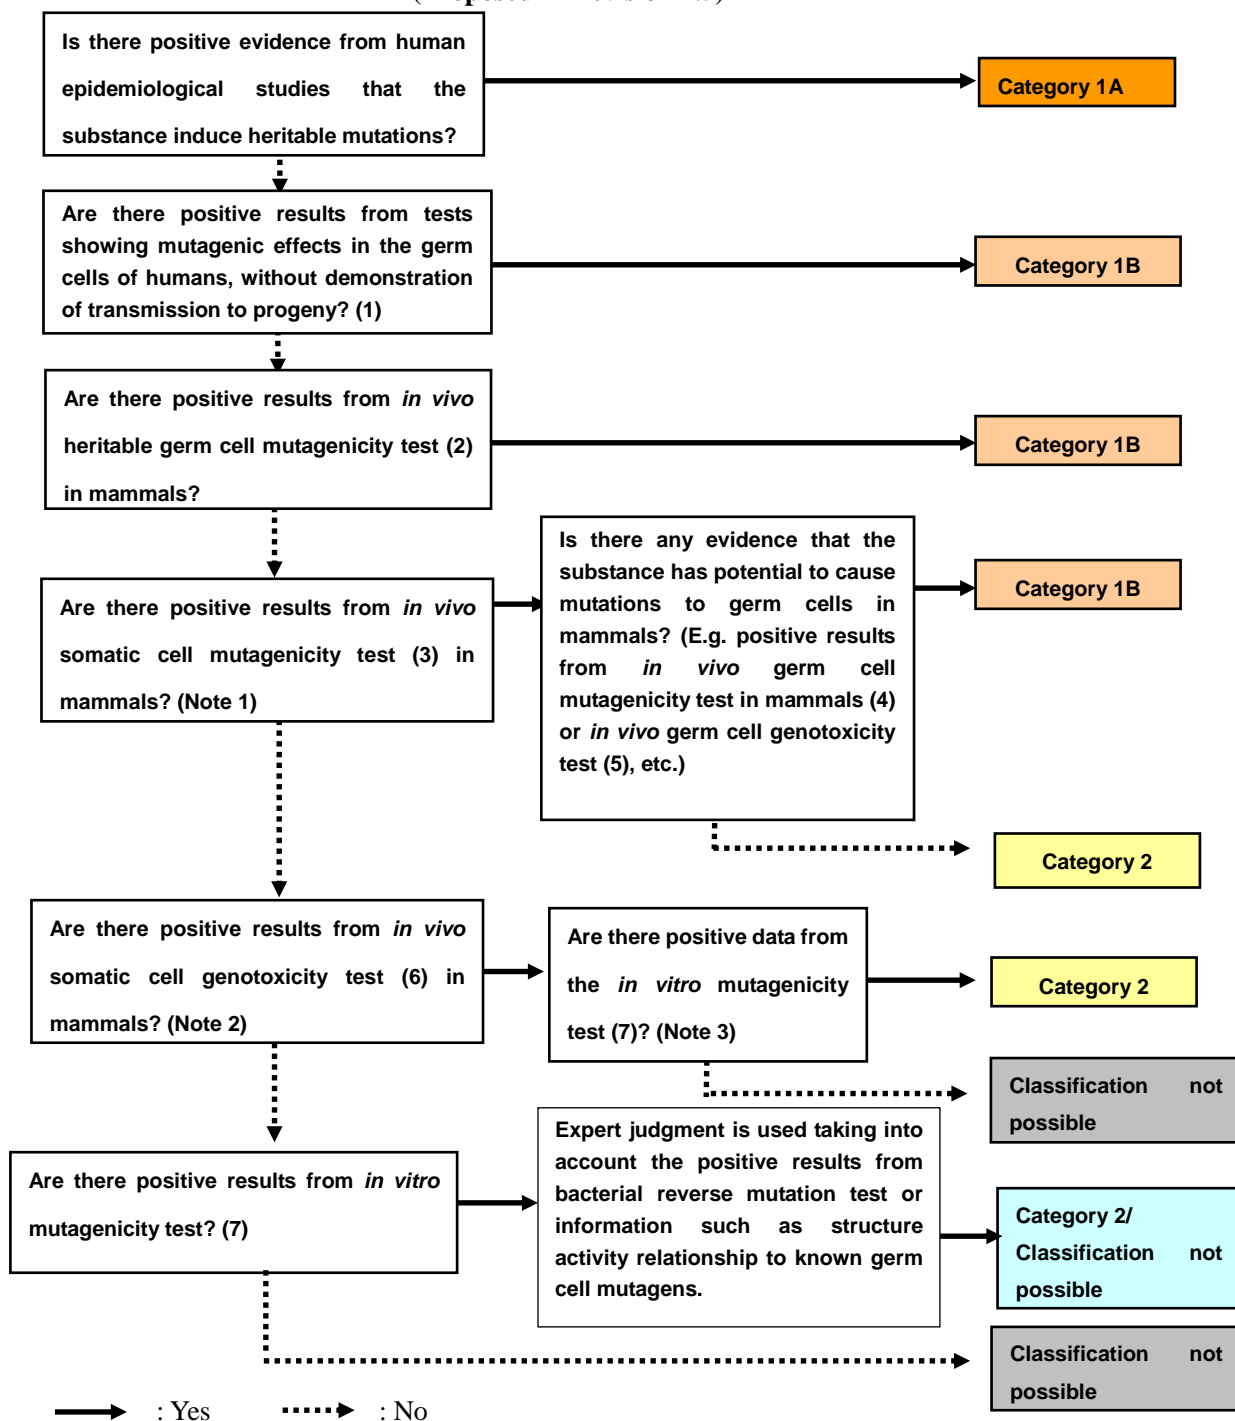 Is there positive evidence from human
epidemiological studies that the
substance induce heritable mutations?
Category 1A
Are there positive results from tests
showing mutagenic effects in the germ
cells of humans, without demonstration
of transmission to progeny? (1)
Category 1B
Are there positive results from in vivo
heritable germ cell mutagenicity test (2)
in mammals?
Category 1B
Are there positive results from in vivo
somatic cell mutagenicity test (3) in
mammals? (Note 1)
Is there any evidence that the
substance has potential to cause
mutations to germ cells in
mammals? (E.g. positive results
from in vivo germ cell
mutagenicity test in mammals (4)
or in vivo germ cell genotoxicity
test (5), etc.)
Category 1B
Category 2
Are there positive results from in vivo
somatic cell genotoxicity test (6) in
mammals? (Note 2)
Are there positive data from
the in vitro mutagenicity
test (7)? (Note 3)
Category 2
Classification not
possible
Are there positive results from in vitro
mutagenicity test? (7)
Expert judgment is used taking into
account the positive results from
bacterial reverse mutation test or
information such as structure
activity relationship to known germ
cell mutagens.
Category 2/
Classification not
possible
Classification not
possible
: Yes
: No